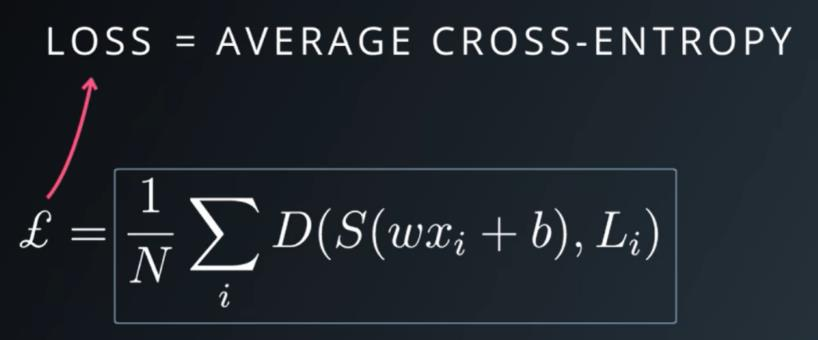 LOSS = AVERAGE CROSS-ENTROPY
£ = 1/N ∑_i D(S(wx_i + b), L_i)